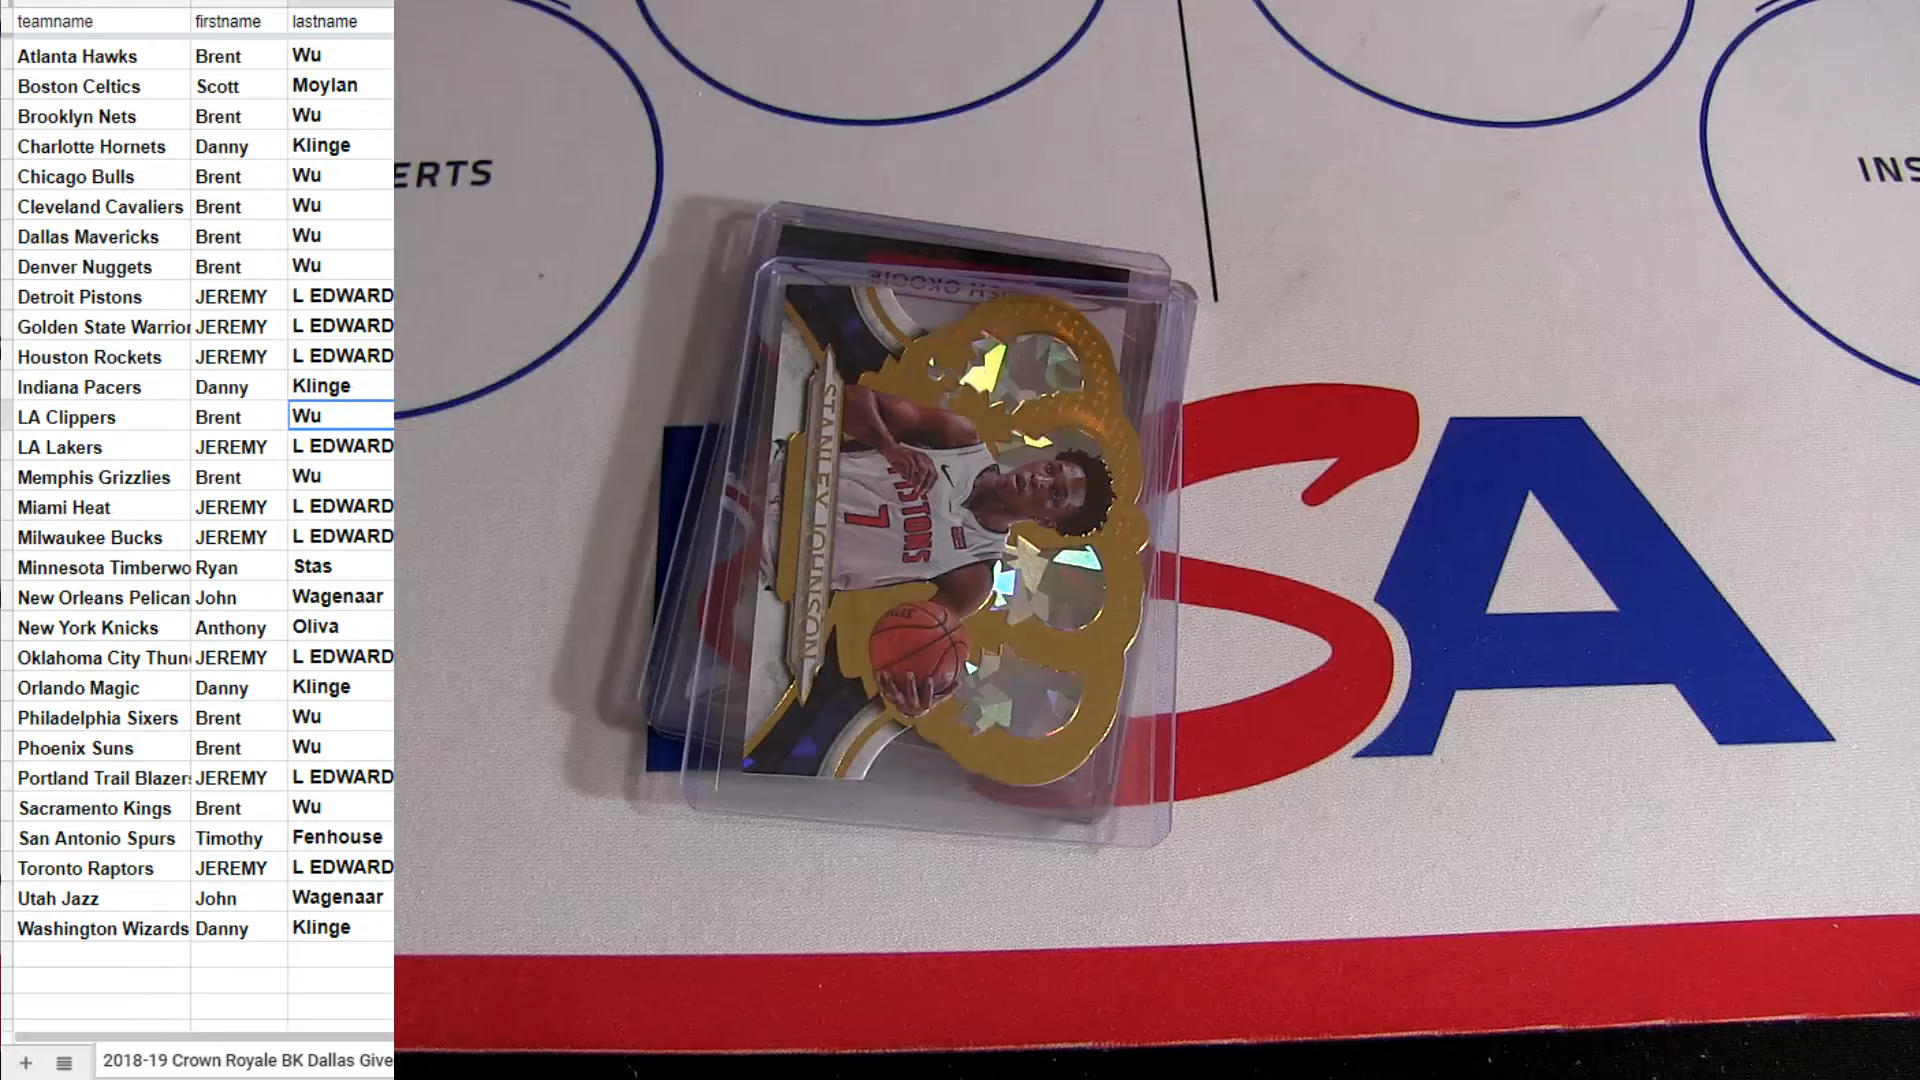 teamname firstname lastname
Atlanta Hawks Brent Wu
Boston Celtics Scott Moylan
Brooklyn Nets Brent Wu
Charlotte Hornets Danny Klinge
Chicago Bulls Brent Wu
Cleveland Cavaliers Brent Wu
Dallas Mavericks Brent Wu
Denver Nuggets Brent Wu
Detroit Pistons JEREMY L EDWARD
Golden State Warrior JEREMY L EDWARD
Houston Rockets JEREMY L EDWARD
Indiana Pacers Danny Klinge
LA Clippers Brent Wu
LA Lakers JEREMY L EDWARD
Memphis Grizzlies Brent Wu
Miami Heat JEREMY L EDWARD
Milwaukee Bucks JEREMY L EDWARD
Minnesota Timberwo Ryan Stas
New Orleans Pelican John Wagenaar
New York Knicks Anthony Oliva
Oklahoma City Thun JEREMY L EDWARD
Orlando Magic Danny Klinge
Philadelphia Sixers Brent Wu
Phoenix Suns Brent Wu
Portland Trail Blazers JEREMY L EDWARD
Sacramento Kings Brent Wu
San Antonio Spurs Timothy Fenhouse
Toronto Raptors JEREMY L EDWARD
Utah Jazz John Wagenaar
Washington Wizards Danny Klinge
2018-19 Crown Royale BK Dallas Give
ERTS
INS
OKOGIE
STANLEY JOHNSON
PISTONS
7
SA